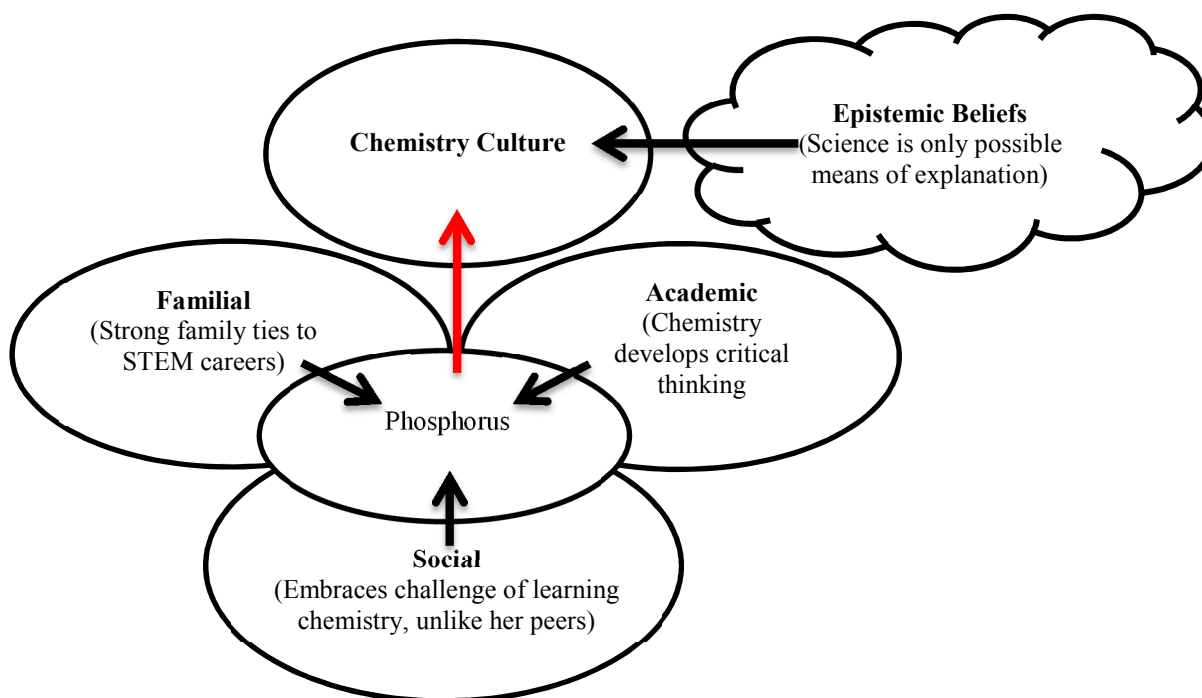 Chemistry Culture
Epistemic Beliefs
(Science is only possible
means of explanation)
Familial
(Strong family ties to
STEM careers)
Academic
(Chemistry
develops critical
thinking
Phosphorus
Social
(Embraces challenge of learning
chemistry, unlike her peers)